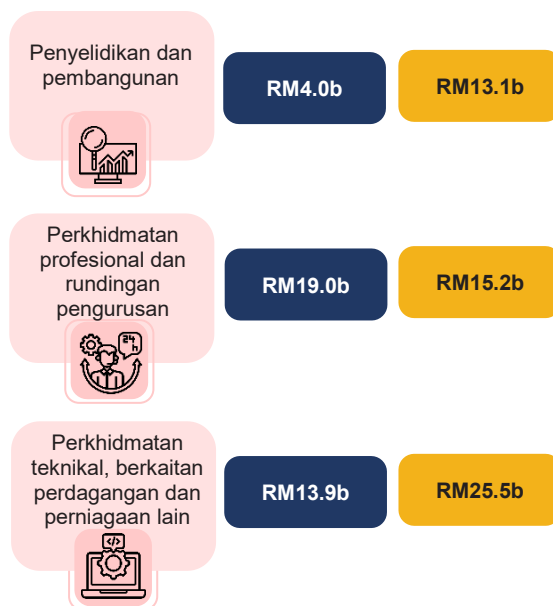 Penyelidikan dan
pembangunan
RM4.0b
RM13.1b
Perkhidmatan
profesional dan
rundingan
pengurusan
24
h
RM19.0b
RM15.2b
Perkhidmatan
teknikal, berkaitan
perdagangan dan
perniagaan lain
</>
RM13.9b
RM25.5b